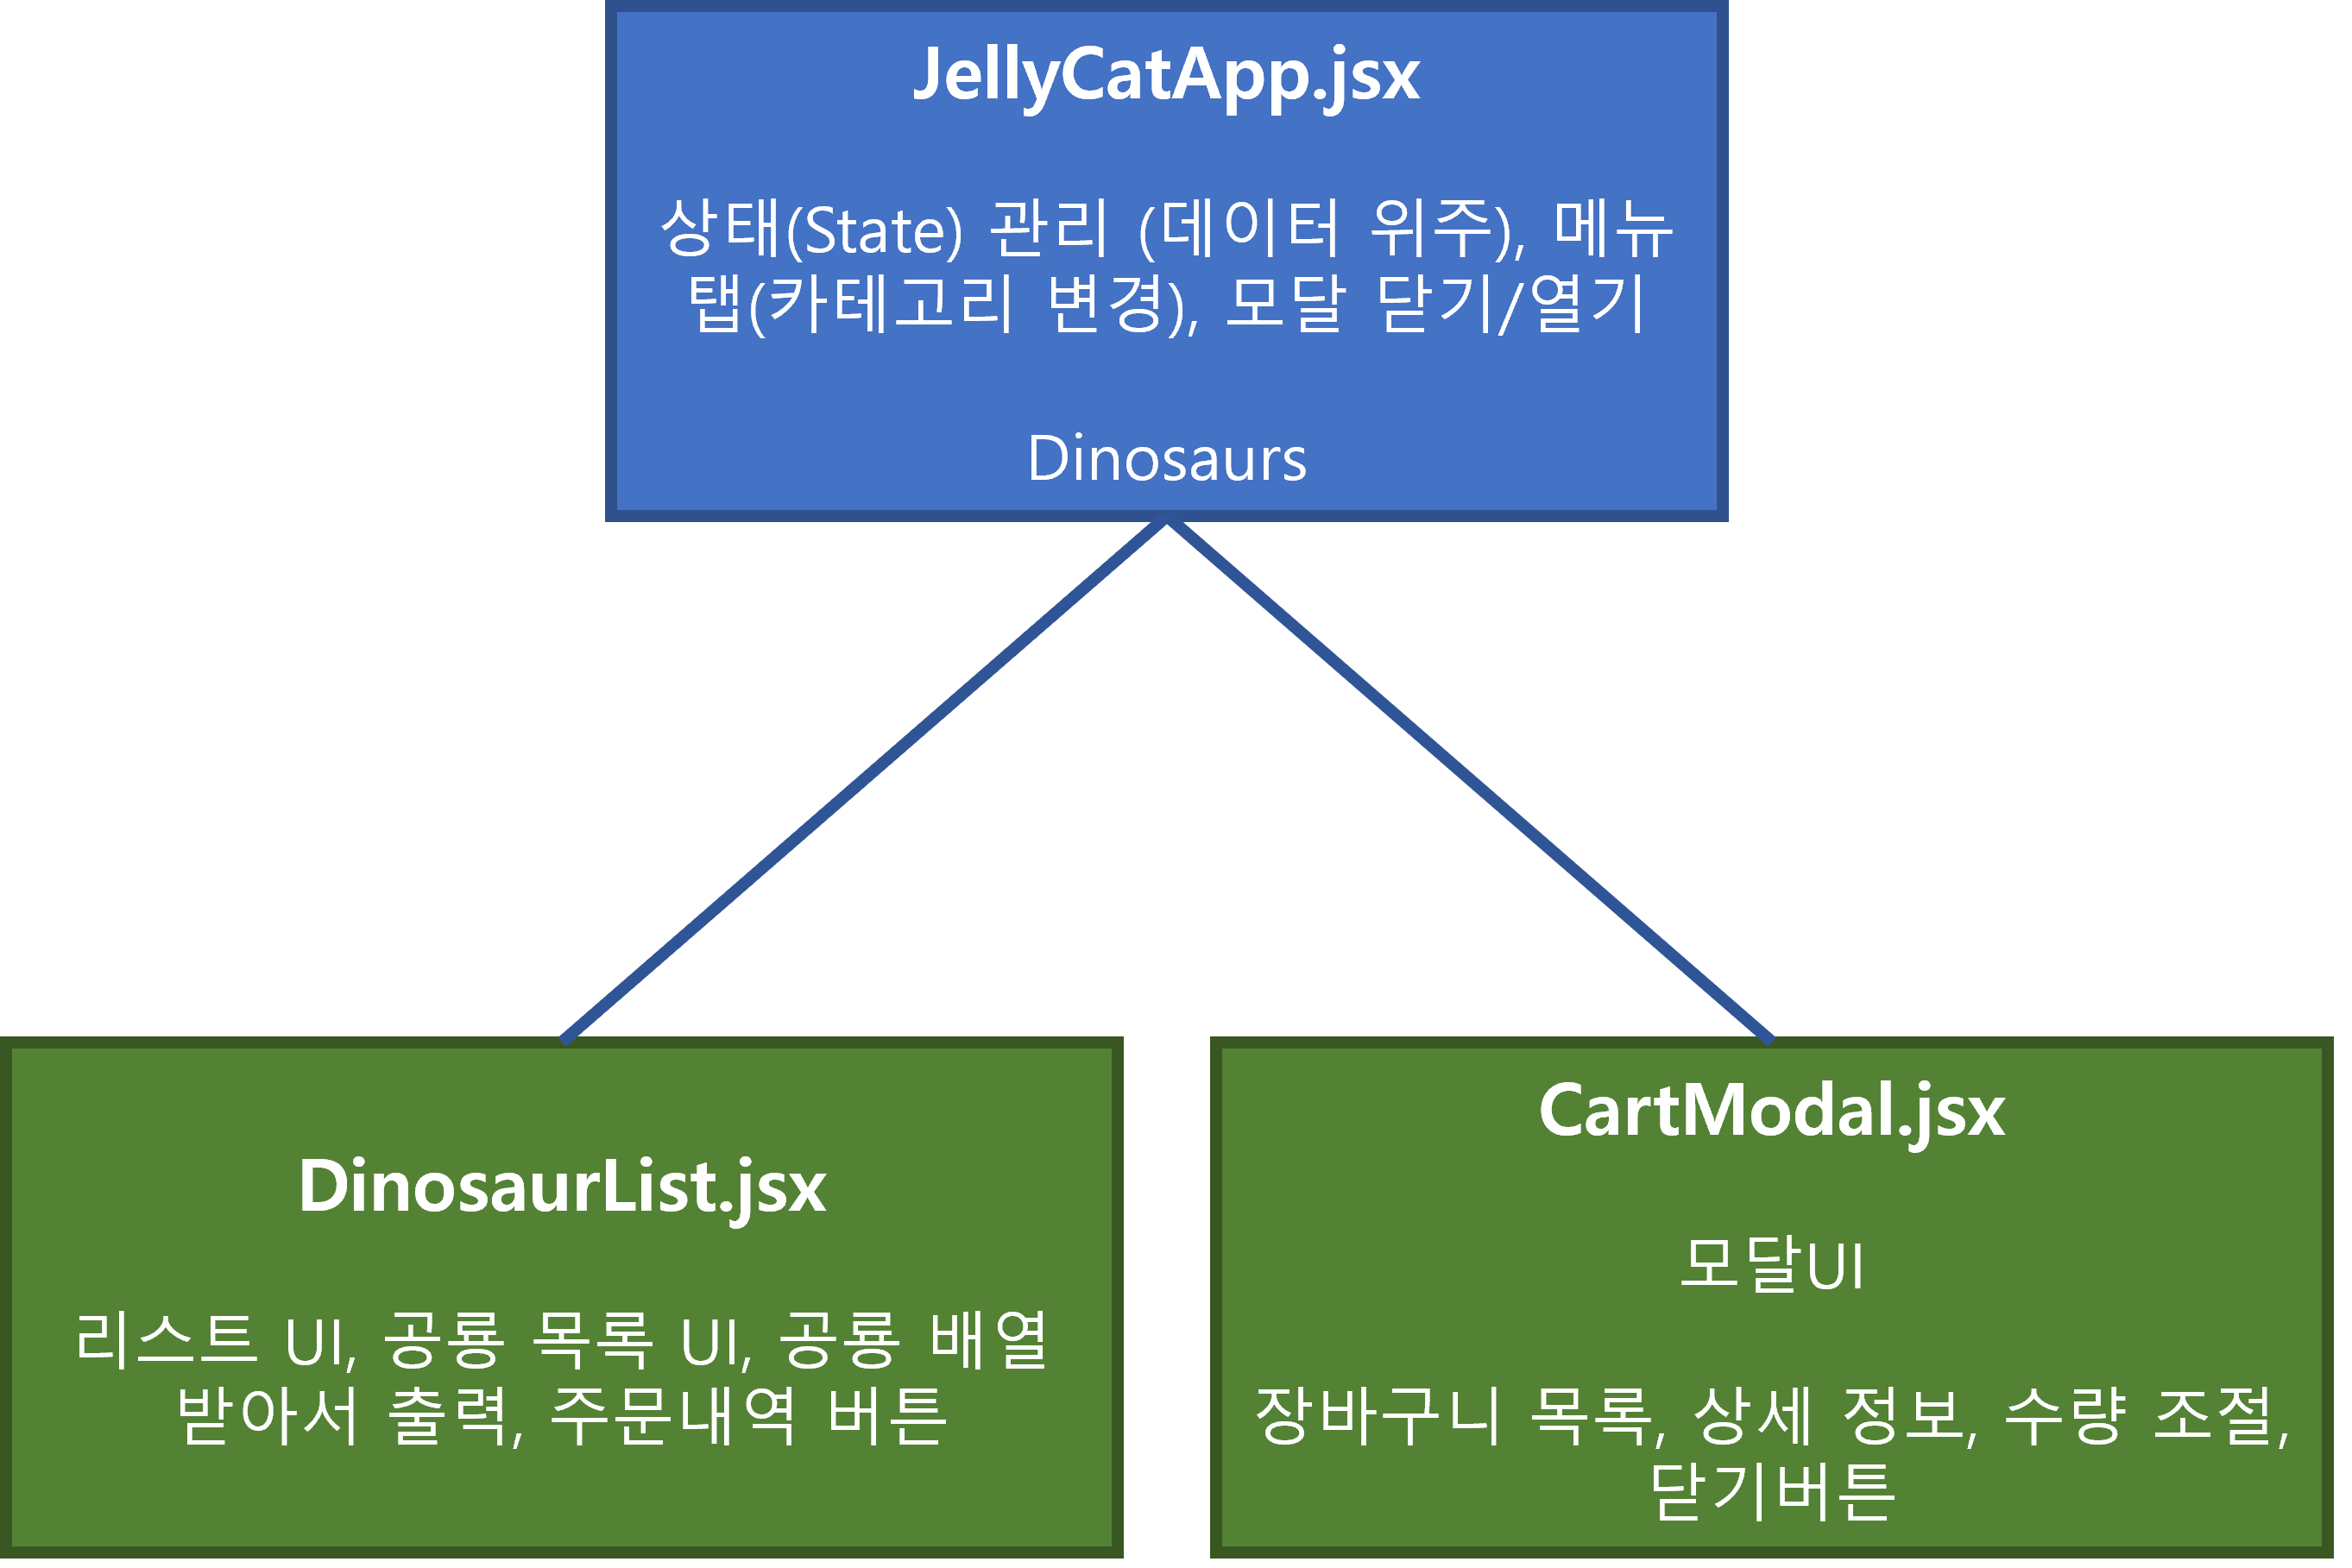 JellyCatApp.jsx
상태(State) 관리 (데이터 위주), 메뉴
탭(카테고리 변경), 모달 닫기/열기
Dinosaurs
DinosaurList.jsx
리스트 UI, 공룡 목록 UI, 공룡 배열
받아서 출력, 주문내역 버튼
CartModal.jsx
모달UI
장바구니 목록, 상세 정보, 수량 조절,
닫기버튼